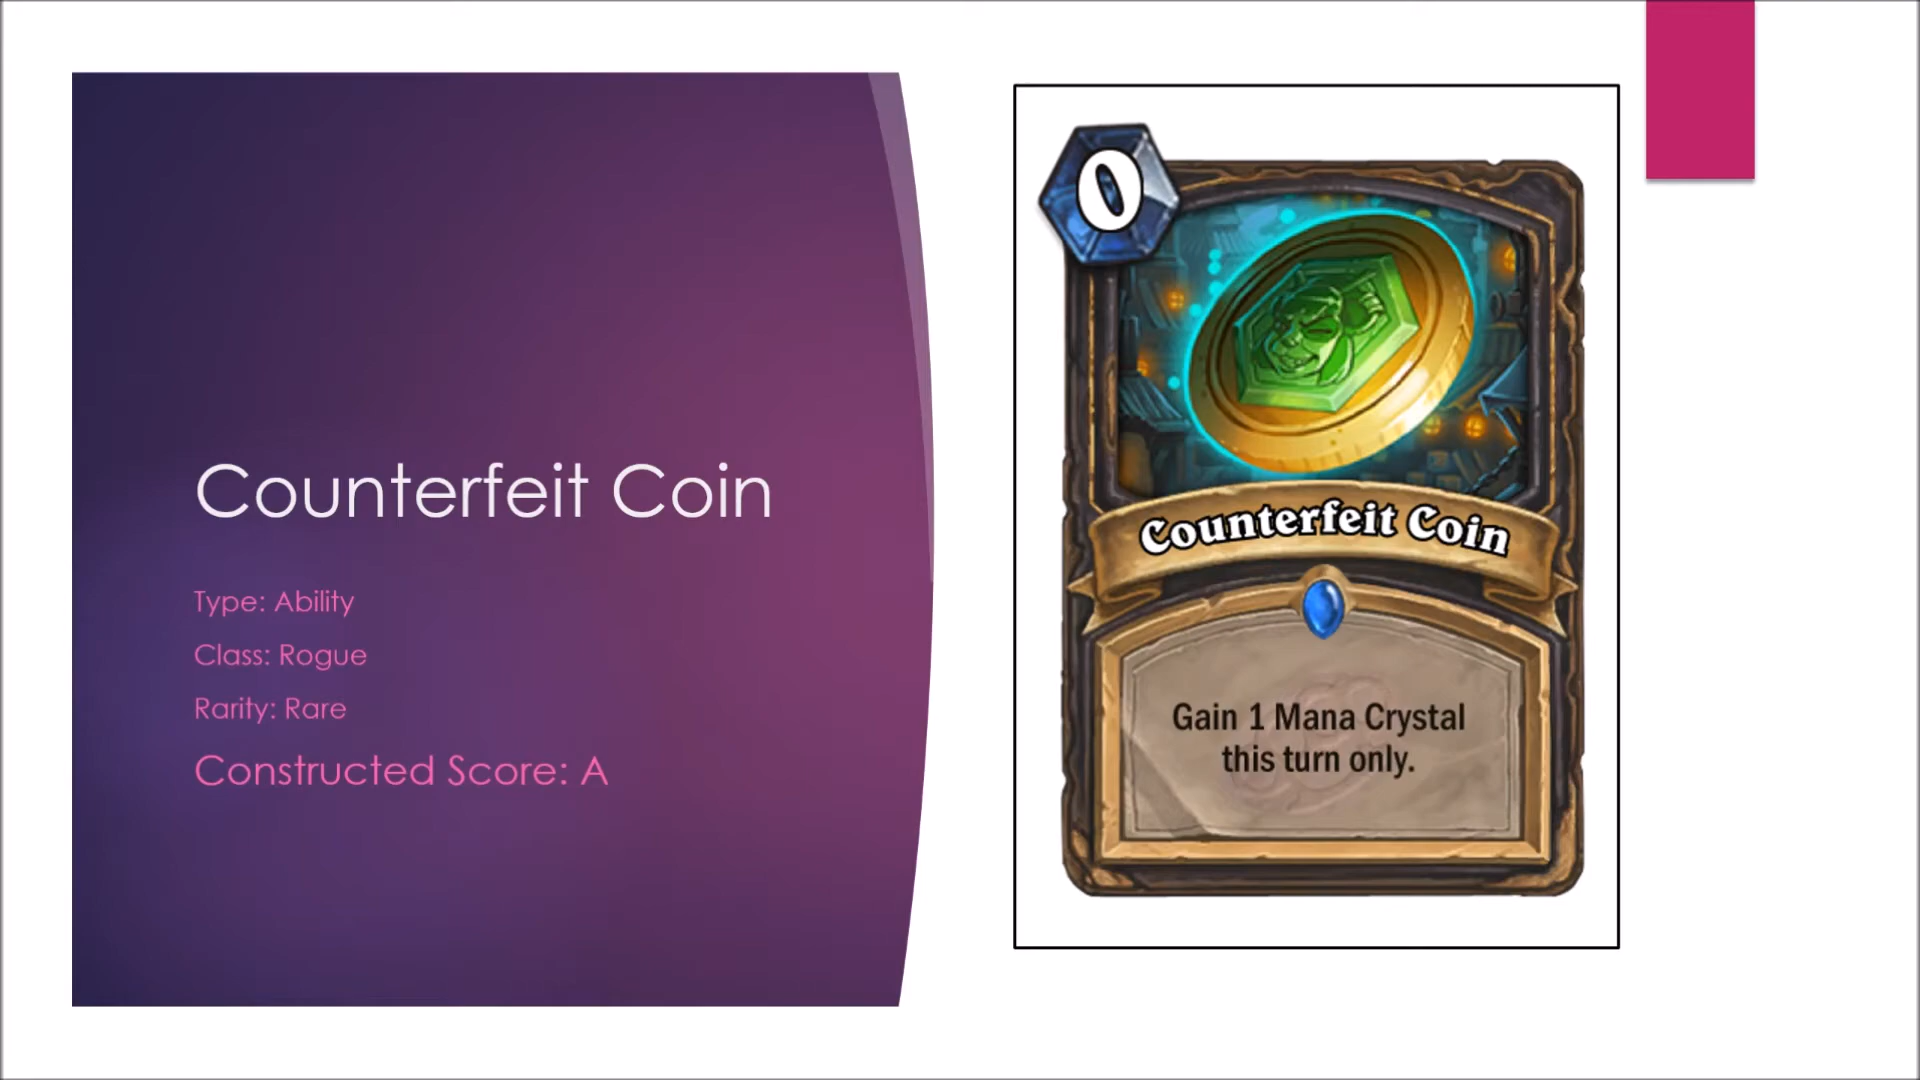 Counterfeit Coin
Type: Ability
Class: Rogue
Rarity: Rare
Constructed Score: A
0
Counterfeit Coin
Gain 1 Mana Crystal
this turn only.